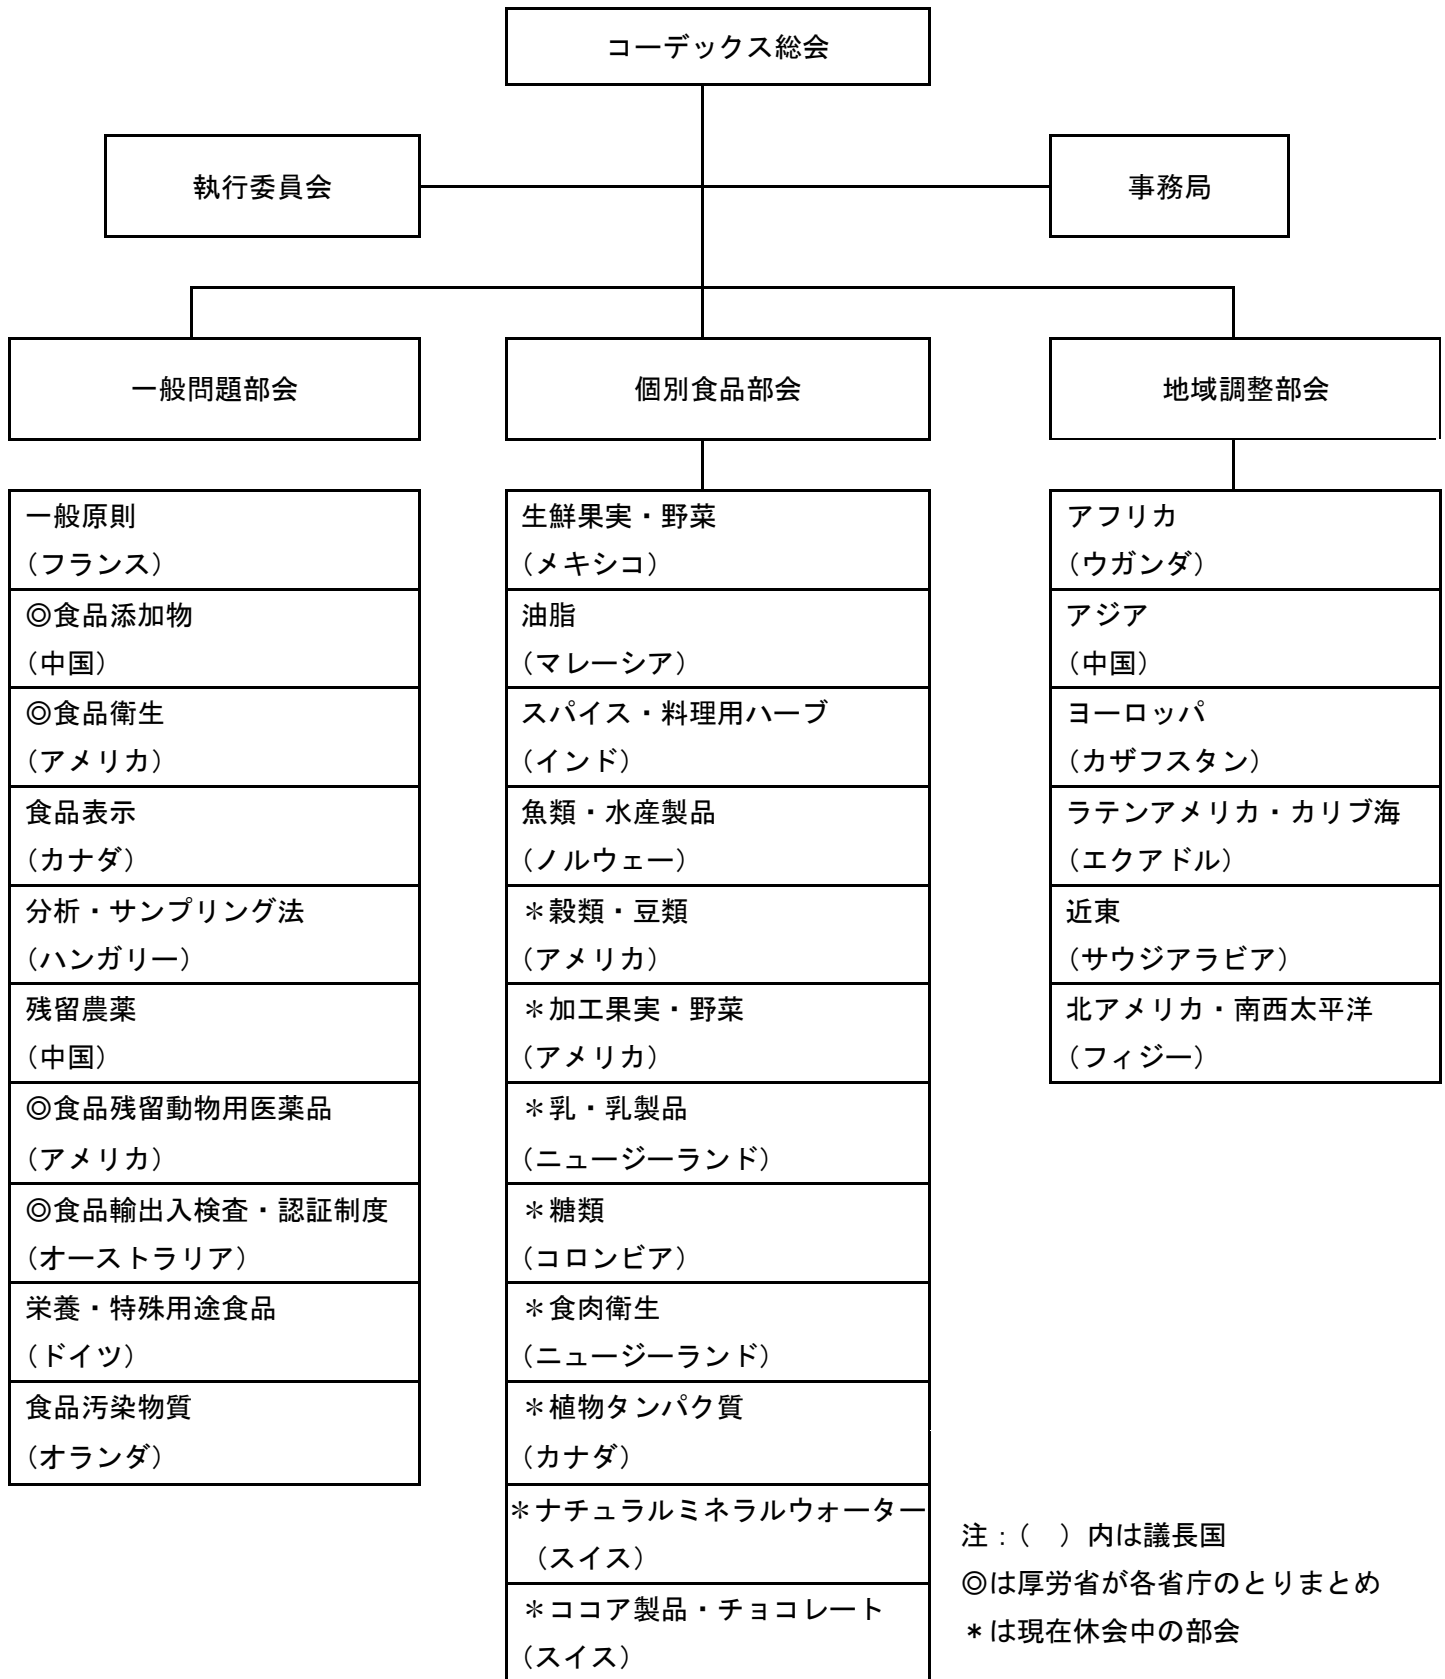 コーデックス総会
執行委員会
事務局
一般問題部会
個別食品部会
地域調整部会
一般原則
（フランス）
◎食品添加物
（中国）
◎食品衛生
（アメリカ）
食品表示
（カナダ）
分析・サンプリング法
（ハンガリー）
残留農薬
（中国）
◎食品残留動物用医薬品
（アメリカ）
◎食品輸出入検査・認証制度
（オーストラリア）
栄養・特殊用途食品
（ドイツ）
食品汚染物質
（オランダ）
生鮮果実・野菜
（メキシコ）
油脂
（マレーシア）
スパイス・料理用ハーブ
（インド）
魚類・水産製品
（ノルウェー）
＊穀類・豆類
（アメリカ）
＊加工果実・野菜
（アメリカ）
＊乳・乳製品
（ニュージーランド）
＊糖類
（コロンビア）
＊食肉衛生
（ニュージーランド）
＊植物タンパク質
（カナダ）
＊ナチュラルミネラルウォーター
（スイス）
＊ココア製品・チョコレート
（スイス）
アフリカ
（ウガンダ）
アジア
（中国）
ヨーロッパ
（カザフスタン）
ラテンアメリカ・カリブ海
（エクアドル）
近東
（サウジアラビア）
北アメリカ・南西太平洋
（フィジー）
注：（　）内は議長国
◎は厚労省が各省庁のとりまとめ
＊は現在休会中の部会